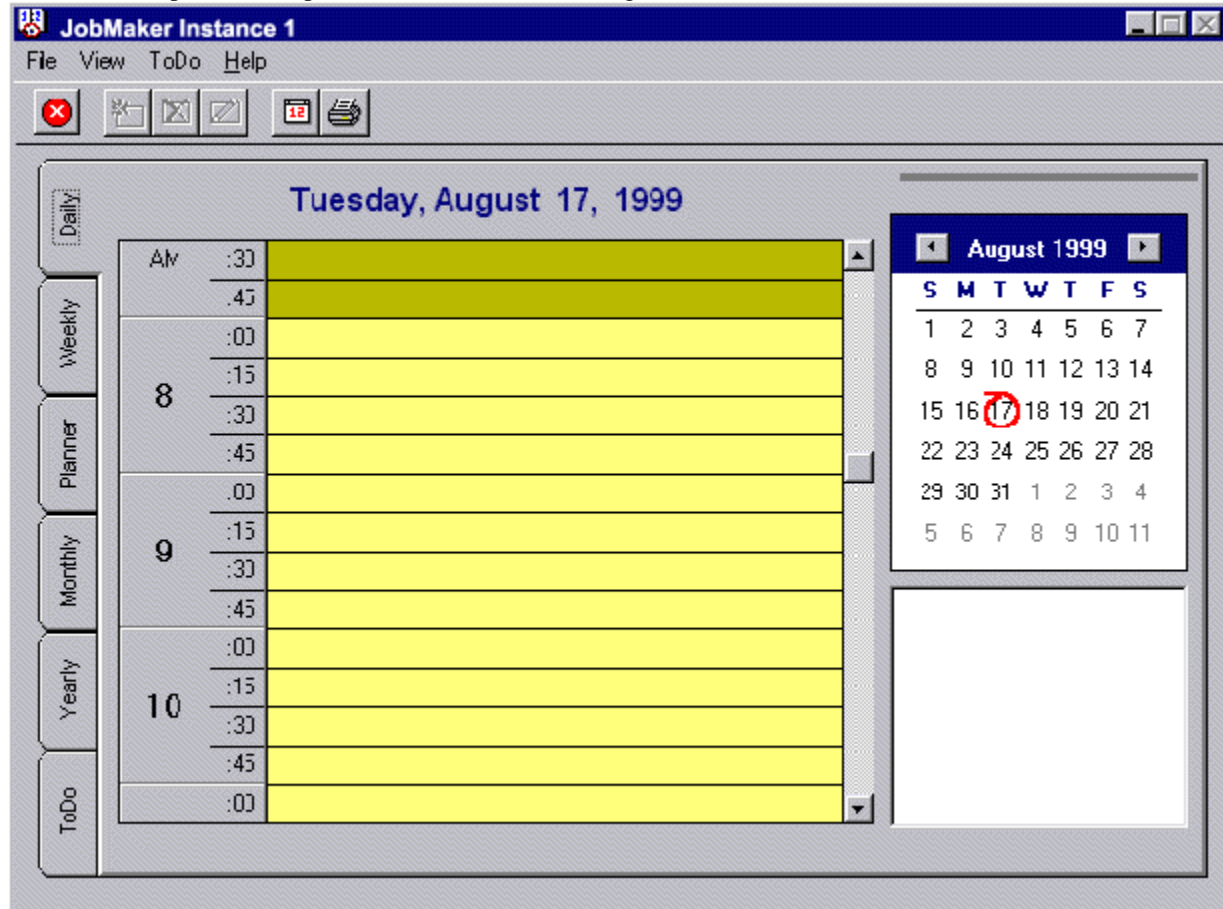 JobMaker Instance 1
File View ToDo Help
12
Daily
Weekly
Planner
Monthly
Yearly
ToDo
Tuesday, August 17, 1999
AM :30
:45
:00
8 :15
:30
:45
:00
9 :15
:30
:45
:00
10 :15
:30
:45
:00
August 1999
S M T W T F S
1 2 3 4 5 6 7
8 9 10 11 12 13 14
15 16 17 18 19 20 21
22 23 24 25 26 27 28
29 30 31 1 2 3 4
5 6 7 8 9 10 11